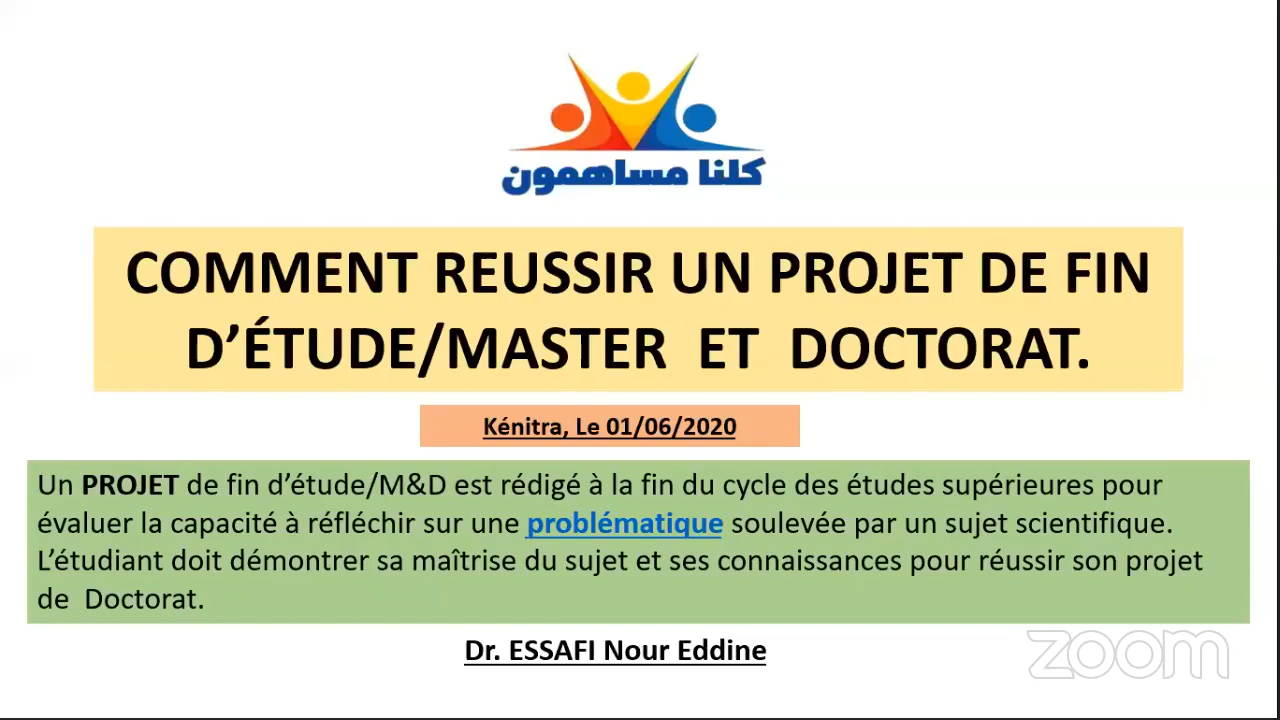 كلنا مساهمون
COMMENT REUSSIR UN PROJET DE FIN
D’ÉTUDE/MASTER ET DOCTORAT.
Kénitra, Le 01/06/2020
Un PROJET de fin d’étude/M&D est rédigé à la fin du cycle des études supérieures pour
évaluer la capacité à réfléchir sur une problématique soulevée par un sujet scientifique.
L’étudiant doit démontrer sa maîtrise du sujet et ses connaissances pour réussir son projet
de Doctorat.
Dr. ESSAFI Nour Eddine
zoom